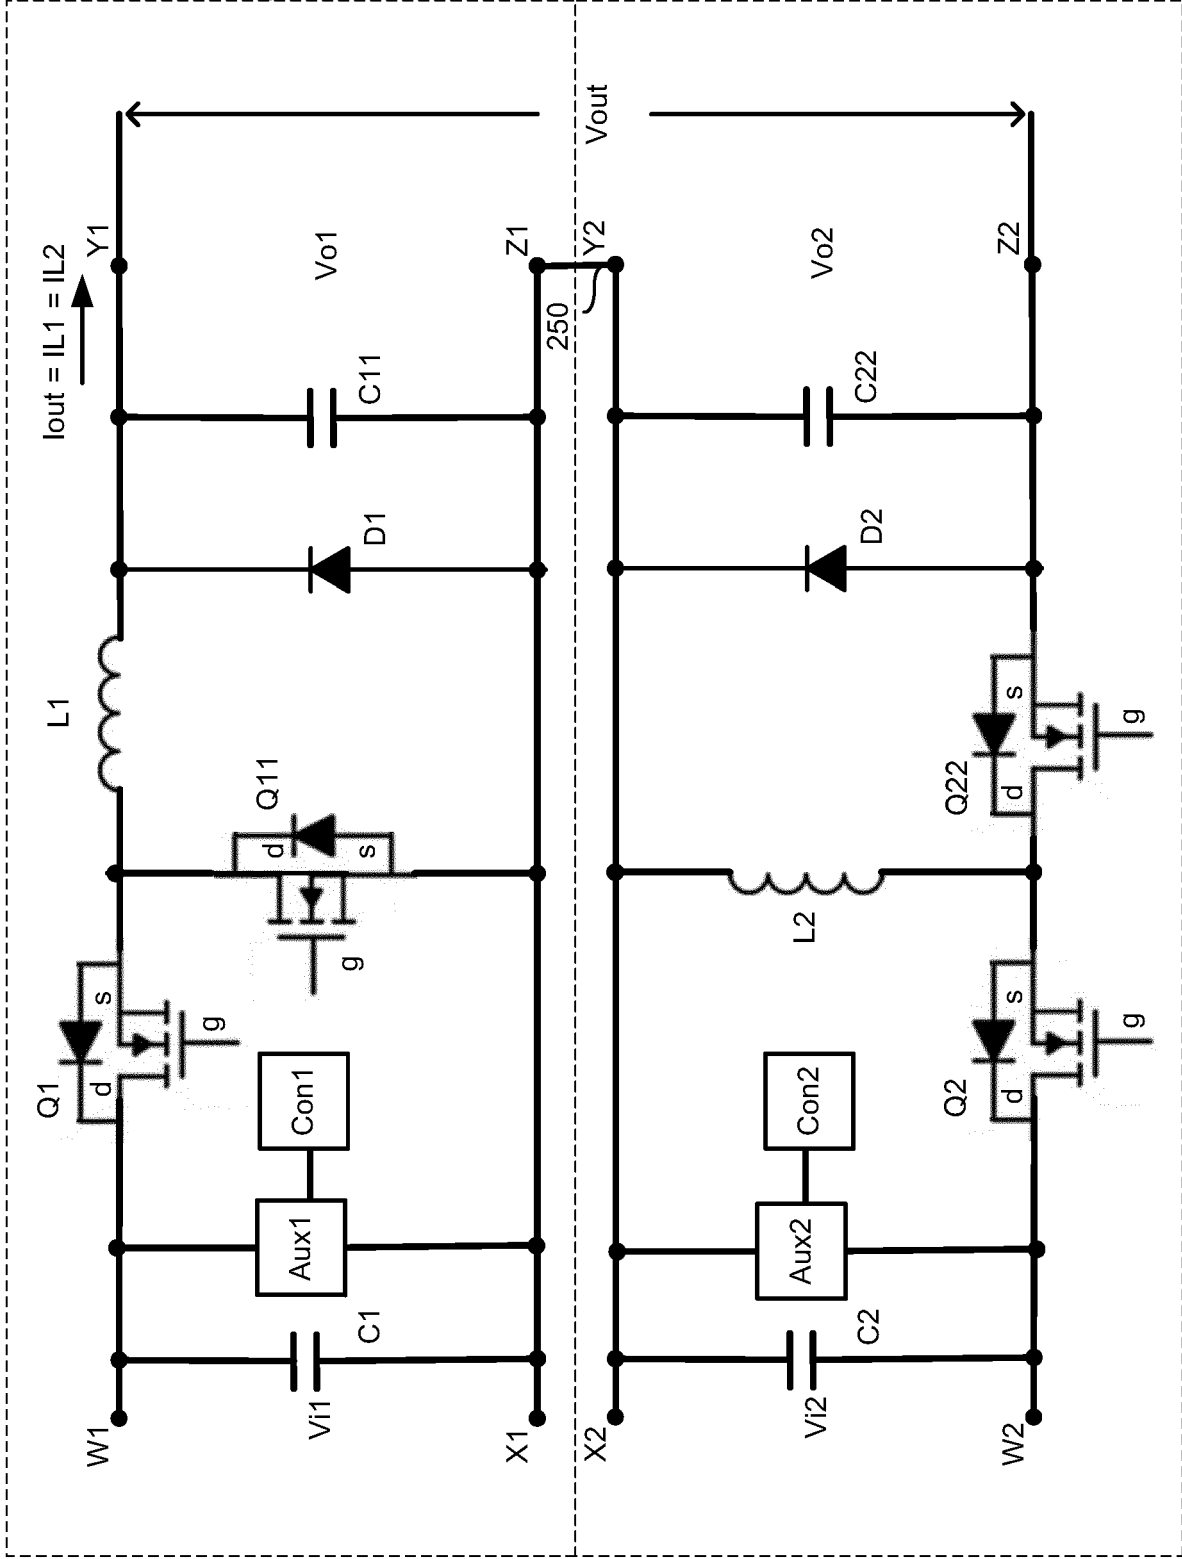 Iout = IL1 = IL2
Y1
Vo1
Z1
Y2
250
Vo2
Z2
Vout
C11
C22
D1
D2
L1
Q11
d
s
g
Q22
d
s
g
L2
Q1
d
s
g
Con1
Aux1
Q2
d
s
g
Con2
Aux2
C1
C2
Vi1
Vi2
W1
X1
X2
W2